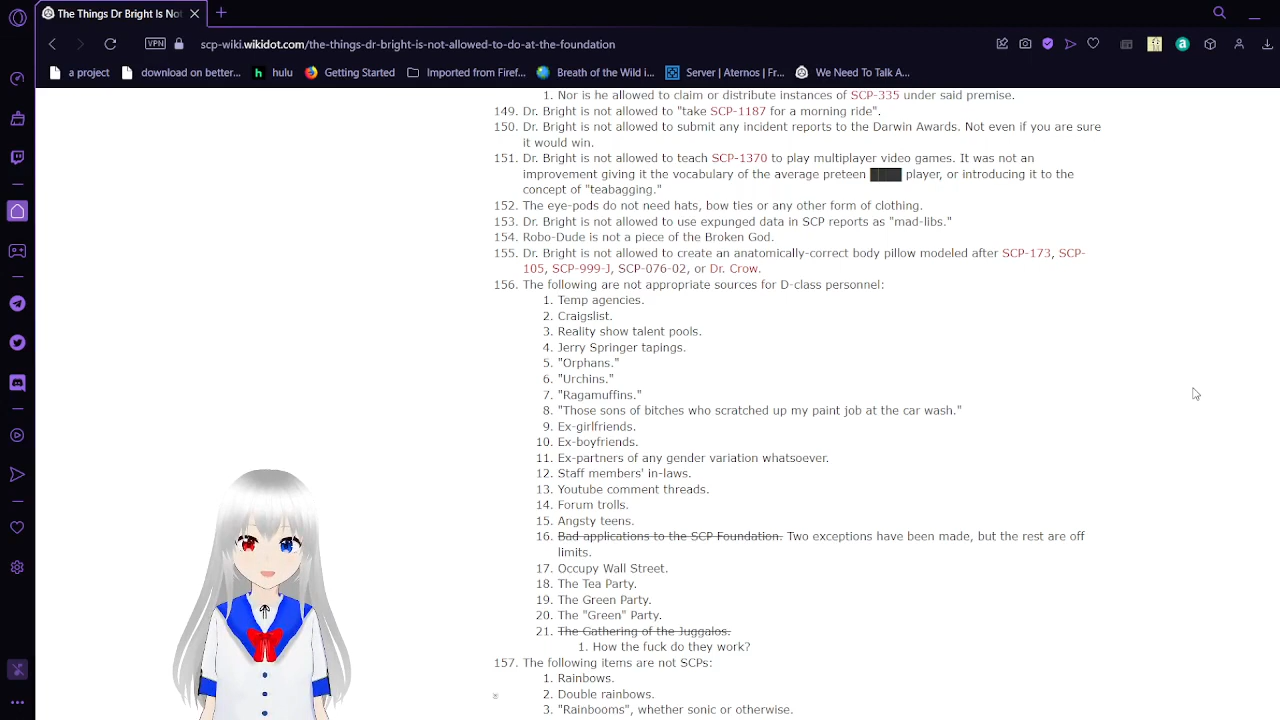 The Things Dr Bright Is Not
scp-wiki.wikidot.com/the-things-dr-bright-is-not-allowed-to-do-at-the-foundation
VPN
a project
download on better...
hulu
Getting Started
Imported from Firef...
Breath of the Wild i...
Server | Aternos | Fr...
We Need To Talk A...
1. Nor is he allowed to claim or distribute instances of SCP-335 under said premise.
149. Dr. Bright is not allowed to "take SCP-1187 for a morning ride".
150. Dr. Bright is not allowed to submit any incident reports to the Darwin Awards. Not even if you are sure
it would win.
151. Dr. Bright is not allowed to teach SCP-1370 to play multiplayer video games. It was not an
improvement giving it the vocabulary of the average preteen ████ player, or introducing it to the
concept of "teabagging."
152. The eye-pods do not need hats, bow ties or any other form of clothing.
153. Dr. Bright is not allowed to use expunged data in SCP reports as "mad-libs."
154. Robo-Dude is not a piece of the Broken God.
155. Dr. Bright is not allowed to create an anatomically-correct body pillow modeled after SCP-173, SCP-
105, SCP-999-J, SCP-076-02, or Dr. Crow.
156. The following are not appropriate sources for D-class personnel:
1. Temp agencies.
2. Craigslist.
3. Reality show talent pools.
4. Jerry Springer tapings.
5. "Orphans."
6. "Urchins."
7. "Ragamuffins."
8. "Those sons of bitches who scratched up my paint job at the car wash."
9. Ex-girlfriends.
10. Ex-boyfriends.
11. Ex-partners of any gender variation whatsoever.
12. Staff members' in-laws.
13. Youtube comment threads.
14. Forum trolls.
15. Angsty teens.
16. Bad applications to the SCP Foundation. Two exceptions have been made, but the rest are off
limits.
17. Occupy Wall Street.
18. The Tea Party.
19. The Green Party.
20. The "Green" Party.
21. The Gathering of the Juggalos.
1. How the fuck do they work?
157. The following items are not SCPs:
1. Rainbows.
2. Double rainbows.
3. "Rainbooms", whether sonic or otherwise.